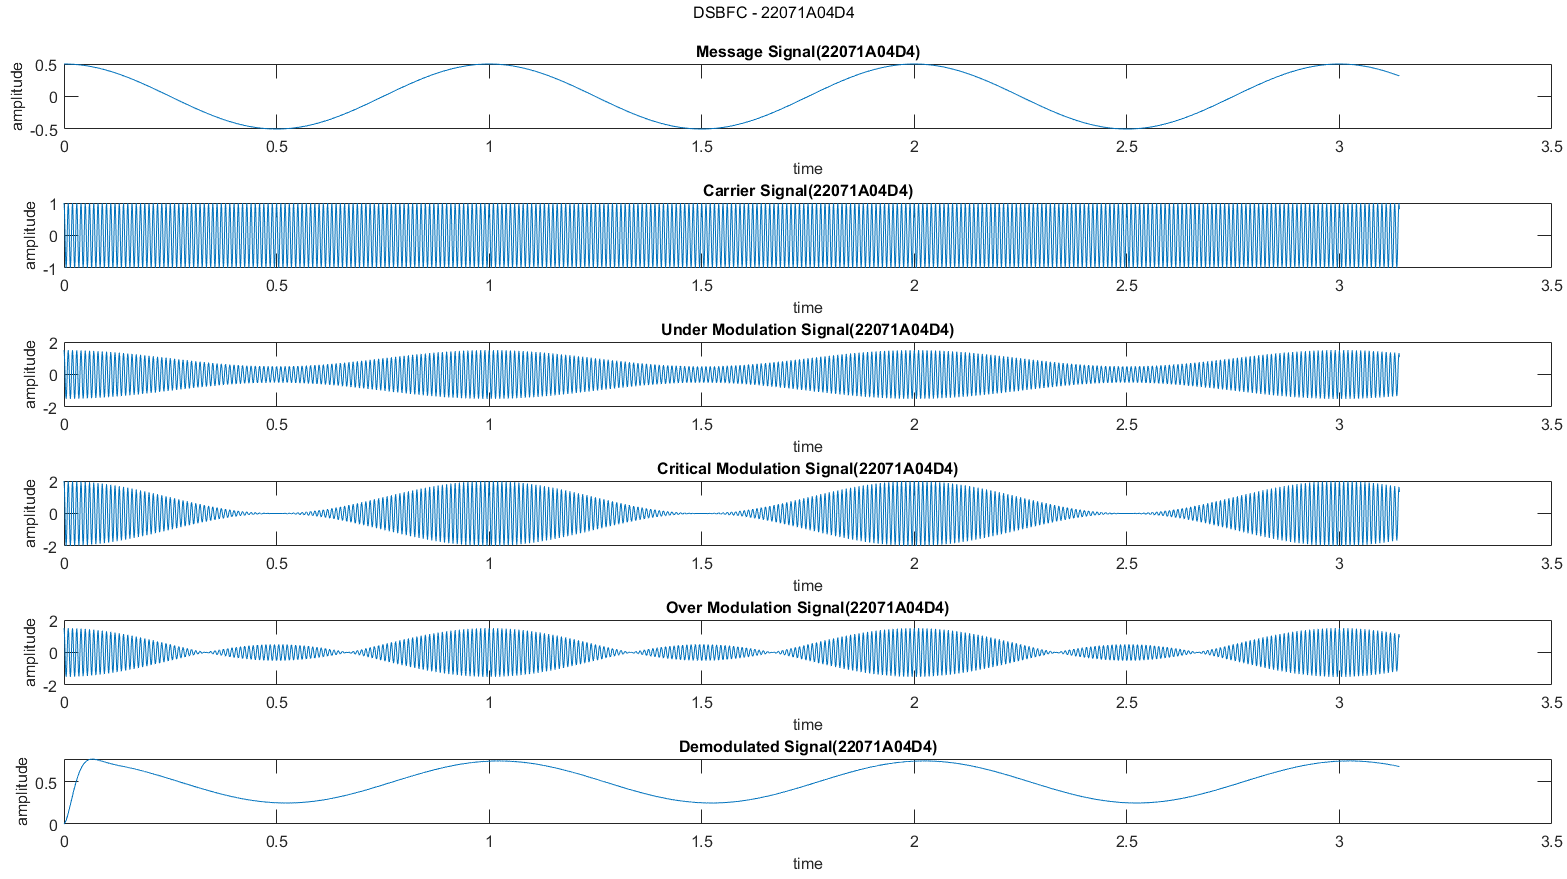 DSBFC - 22071A04D4
Message Signal(22071A04D4)
amplitude
0.5
0
-0.5
0 0.5 1 1.5 2 2.5 3 3.5
time
Carrier Signal(22071A04D4)
amplitude
1
0
-1
0 0.5 1 1.5 2 2.5 3 3.5
time
Under Modulation Signal(22071A04D4)
amplitude
2
0
-2
0 0.5 1 1.5 2 2.5 3 3.5
time
Critical Modulation Signal(22071A04D4)
amplitude
2
0
-2
0 0.5 1 1.5 2 2.5 3 3.5
time
Over Modulation Signal(22071A04D4)
amplitude
2
0
-2
0 0.5 1 1.5 2 2.5 3 3.5
time
Demodulated Signal(22071A04D4)
amplitude
0.5
0
0 0.5 1 1.5 2 2.5 3 3.5
time